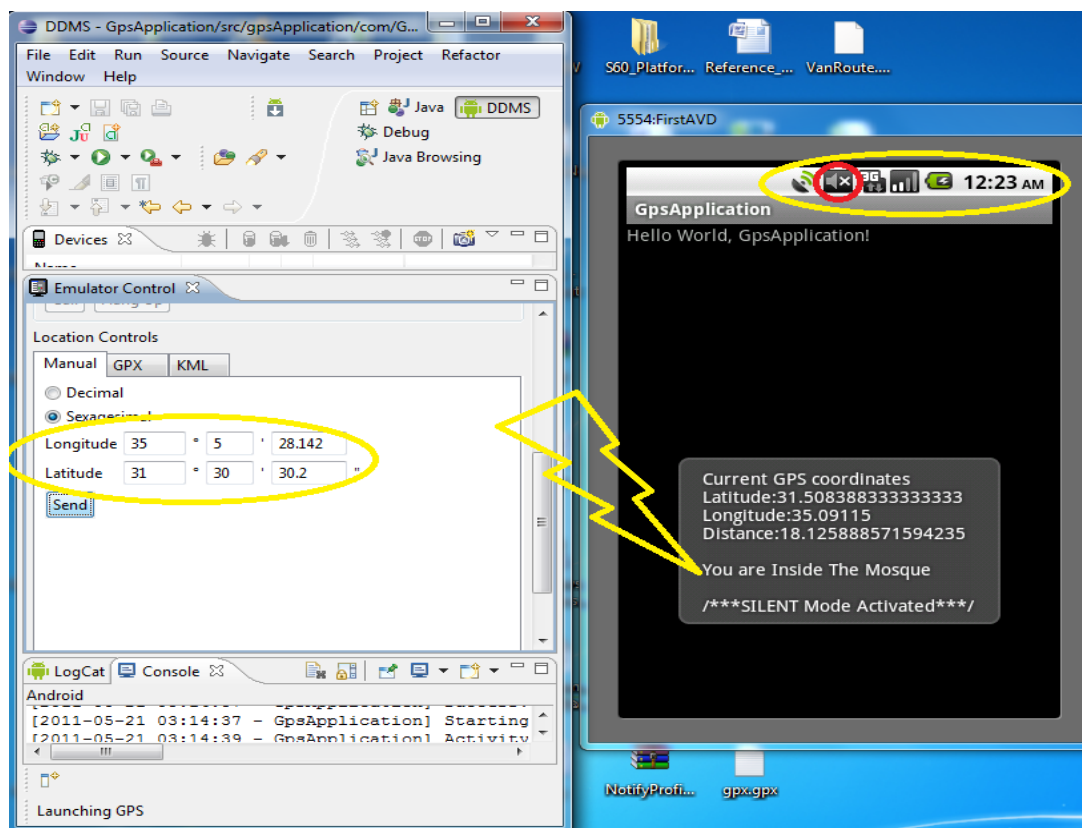 DDMS - GpsApplication/src/gpsApplication/com/G...
File Edit Run Source Navigate Search Project Refactor
Window Help
Java DDMS
Debug
Java Browsing
Devices
Emulator Control
Location Controls
Manual GPX KML
Decimal
Sexagesimal
Longitude 35 ° 5 ' 28.142
Latitude 31 ° 30 ' 30.2 "
Send
LogCat Console
Android
[2011-05-21 03:14:37 - GpsApplication] Starting
[2011-05-21 03:14:39 - GpsApplication] Activity
Launching GPS
S60_Platfor... Reference_... VanRoute....
5554:FirstAVD
3G 12:23 AM
GpsApplication
Hello World, GpsApplication!
Current GPS coordinates
Latitude:31.508388333333333
Longitude:35.09115
Distance:18.125888571594235
You are Inside The Mosque
/***SILENT Mode Activated***/
NotifyProfi... gpx.gpx